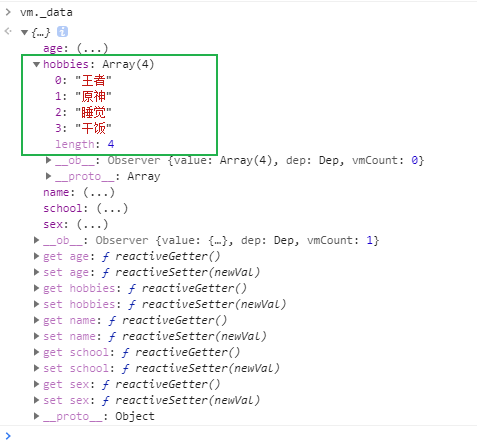 vm._data
{…} i
age: (...)
hobbies: Array(4)
0: "王者"
1: "原神"
2: "睡觉"
3: "干饭"
length: 4
__ob__: Observer {value: Array(4), dep: Dep, vmCount: 0}
__proto__: Array
name: (...)
school: (...)
sex: (...)
__ob__: Observer {value: {…}, dep: Dep, vmCount: 1}
get age: ƒ reactiveGetter()
set age: ƒ reactiveSetter(newVal)
get hobbies: ƒ reactiveGetter()
set hobbies: ƒ reactiveSetter(newVal)
get name: ƒ reactiveGetter()
set name: ƒ reactiveSetter(newVal)
get school: ƒ reactiveGetter()
set school: ƒ reactiveSetter(newVal)
get sex: ƒ reactiveGetter()
set sex: ƒ reactiveSetter(newVal)
__proto__: Object